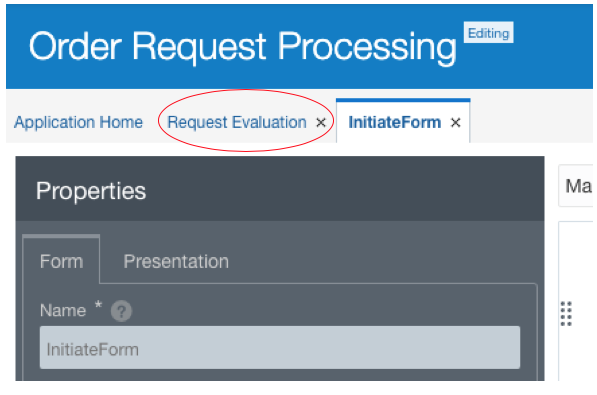 Order Request Processing Editing
Application Home Request Evaluation × InitiateForm ×
Properties
Ma
Form Presentation
Name * ?
InitiateForm